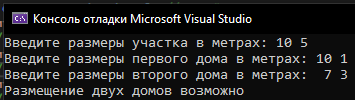 Консоль отладки Microsoft Visual Studio
Введите размеры участка в метрах: 10 5
Введите размеры первого дома в метрах: 10 1
Введите размеры второго дома в метрах:  7 3
Размещение двух домов возможно